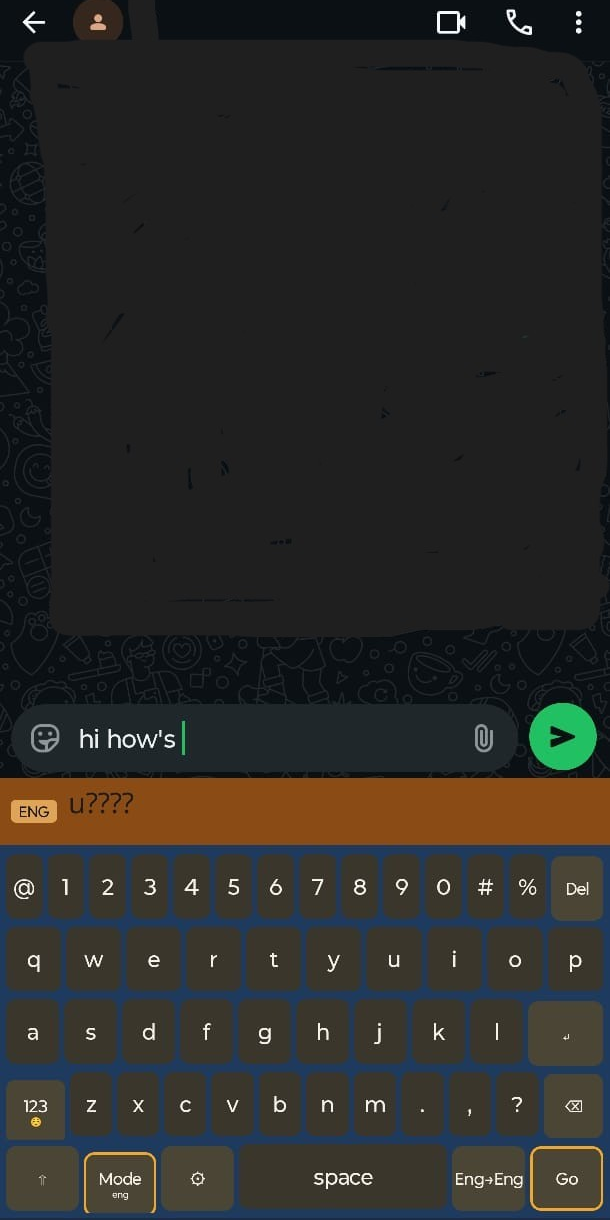 hi how's
ENG u????
@ 1 2 3 4 5 6 7 8 9 0 # % Del
q w e r t y u i o p
a s d f g h j k l
123 z x c v b n m . , ?
Mode space Eng→Eng Go
eng